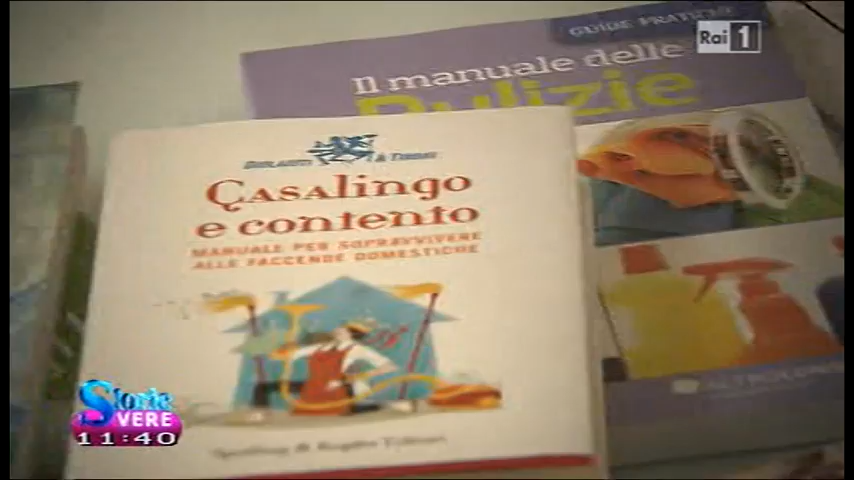 GUIDE PRATICHE
Rai 1
Il manuale delle
Pulizie
Casalingo
e contento
MANUALE PER SOPRAVVIVERE
ALLE FACCENDE DOMESTICHE
Storie
VERE
11:40